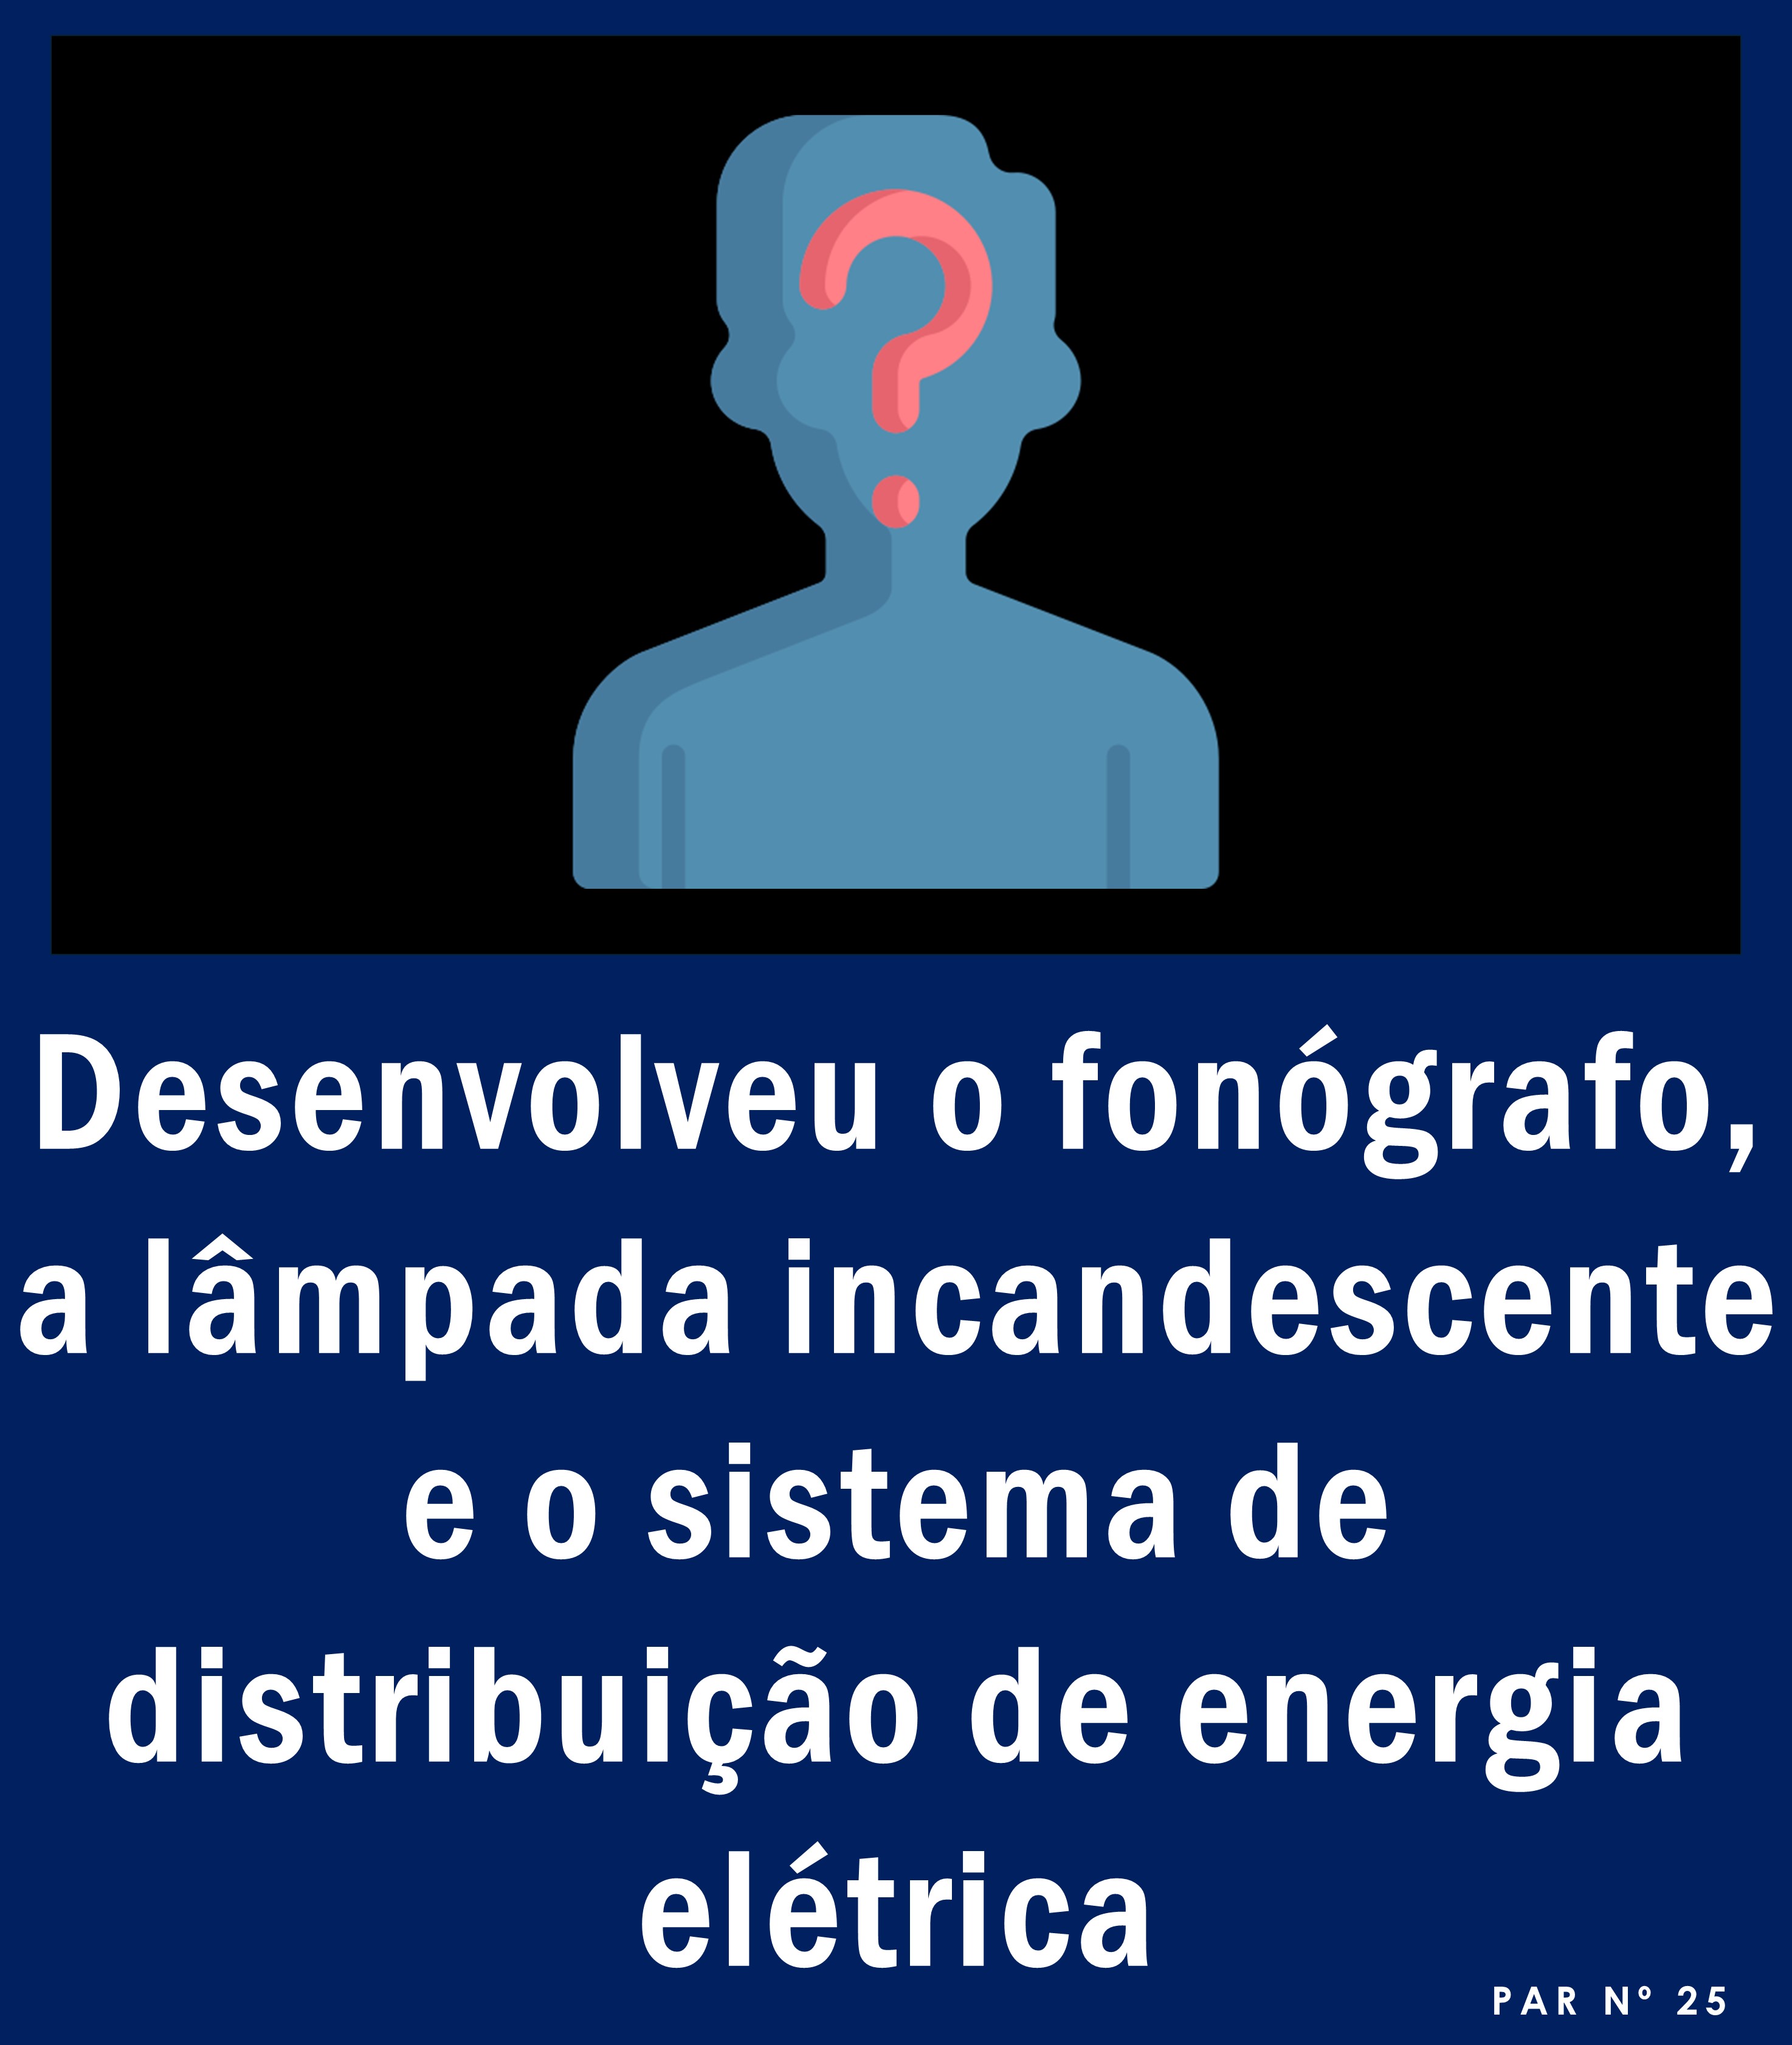 Desenvolveu o fonógrafo,
a lâmpada incandescente
e o sistema de
distribuição de energia
elétrica
PAR Nº 25